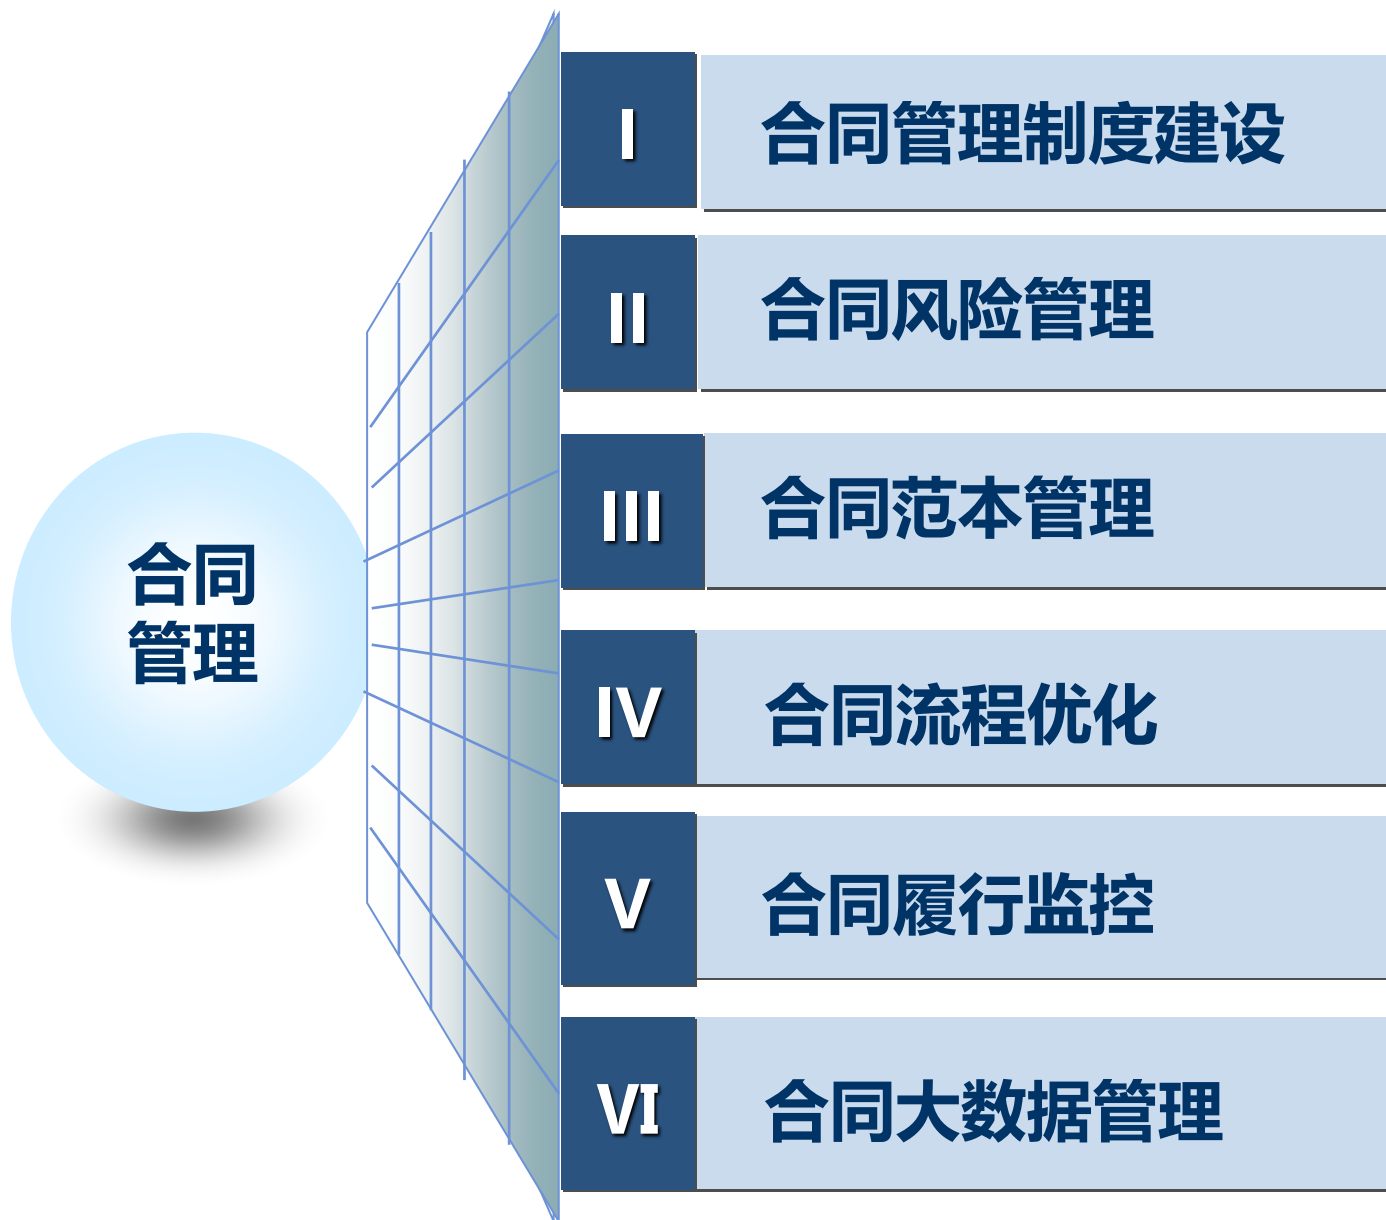 合同
管理
I
合同管理制度建设
II
合同风险管理
III
合同范本管理
IV
合同流程优化
V
合同履行监控
VI
合同大数据管理